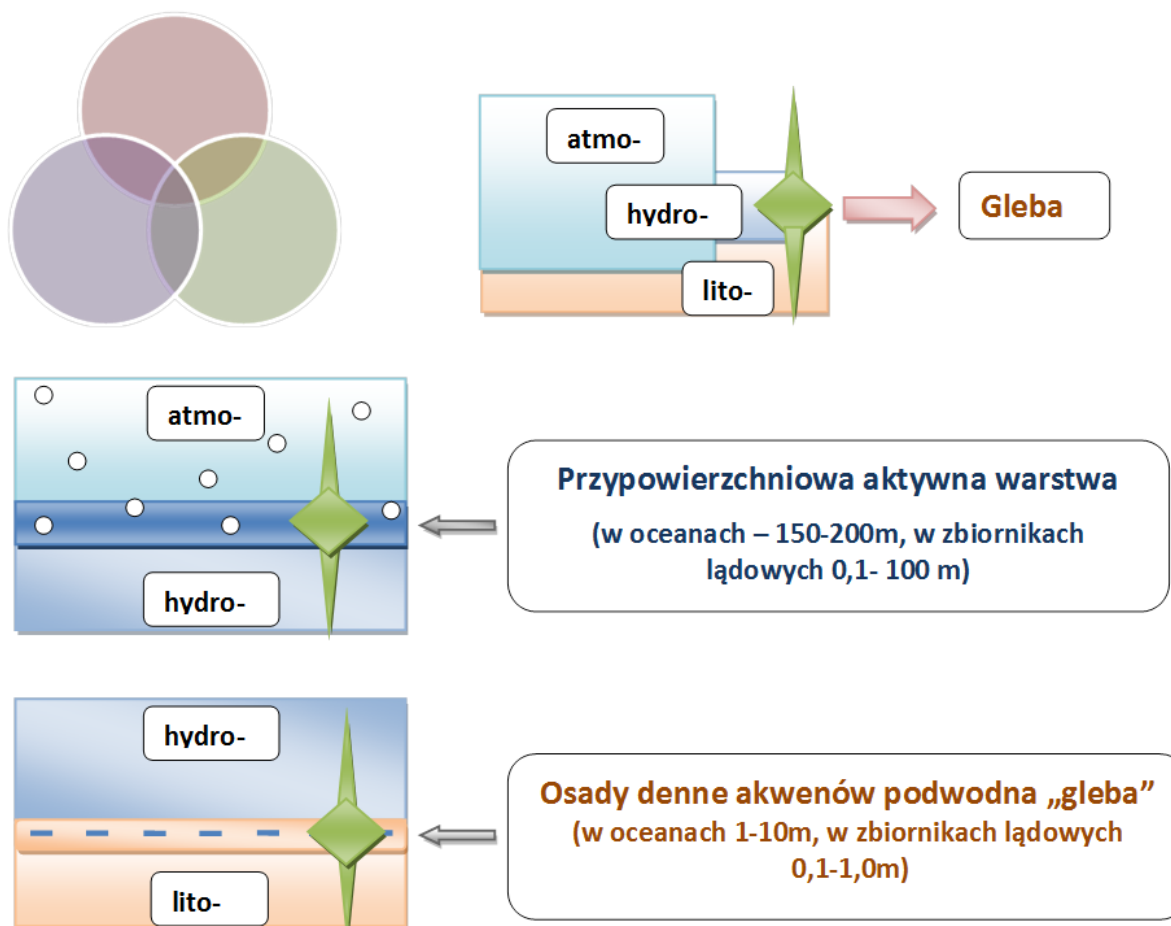 atmo-
hydro-
lito-
Gleba
atmo-
hydro-
Przypowierzchniowa aktywna warstwa
(w oceanach – 150-200m, w zbiornikach
lądowych 0,1- 100 m)
hydro-
lito-
Osady denne akwenów podwodna „gleba”
(w oceanach 1-10m, w zbiornikach lądowych
0,1-1,0m)